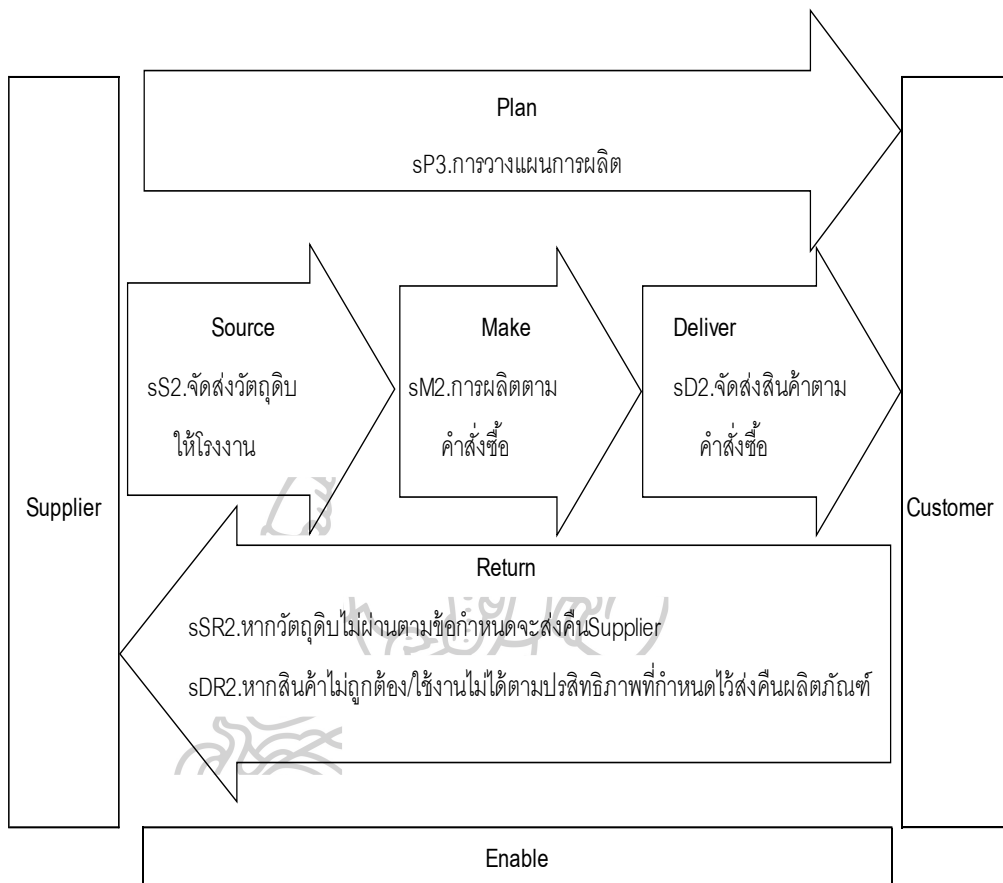 Plan
sP3.การวางแผนการผลิต
Source
sS2.จัดส่งวัตถุดิบ
ให้โรงงาน
Make
sM2.การผลิตตาม
คำสั่งซื้อ
Deliver
sD2.จัดส่งสินค้าตาม
คำสั่งซื้อ
Supplier
Customer
Return
sSR2.หากวัตถุดิบไม่ผ่านตามข้อกำหนดจะส่งคืนSupplier
sDR2.หากสินค้าไม่ถูกต้อง/ใช้งานไม่ได้ตามปรสิทธิภาพที่กำหนดไว้ส่งคืนผลิตภัณฑ์
Enable